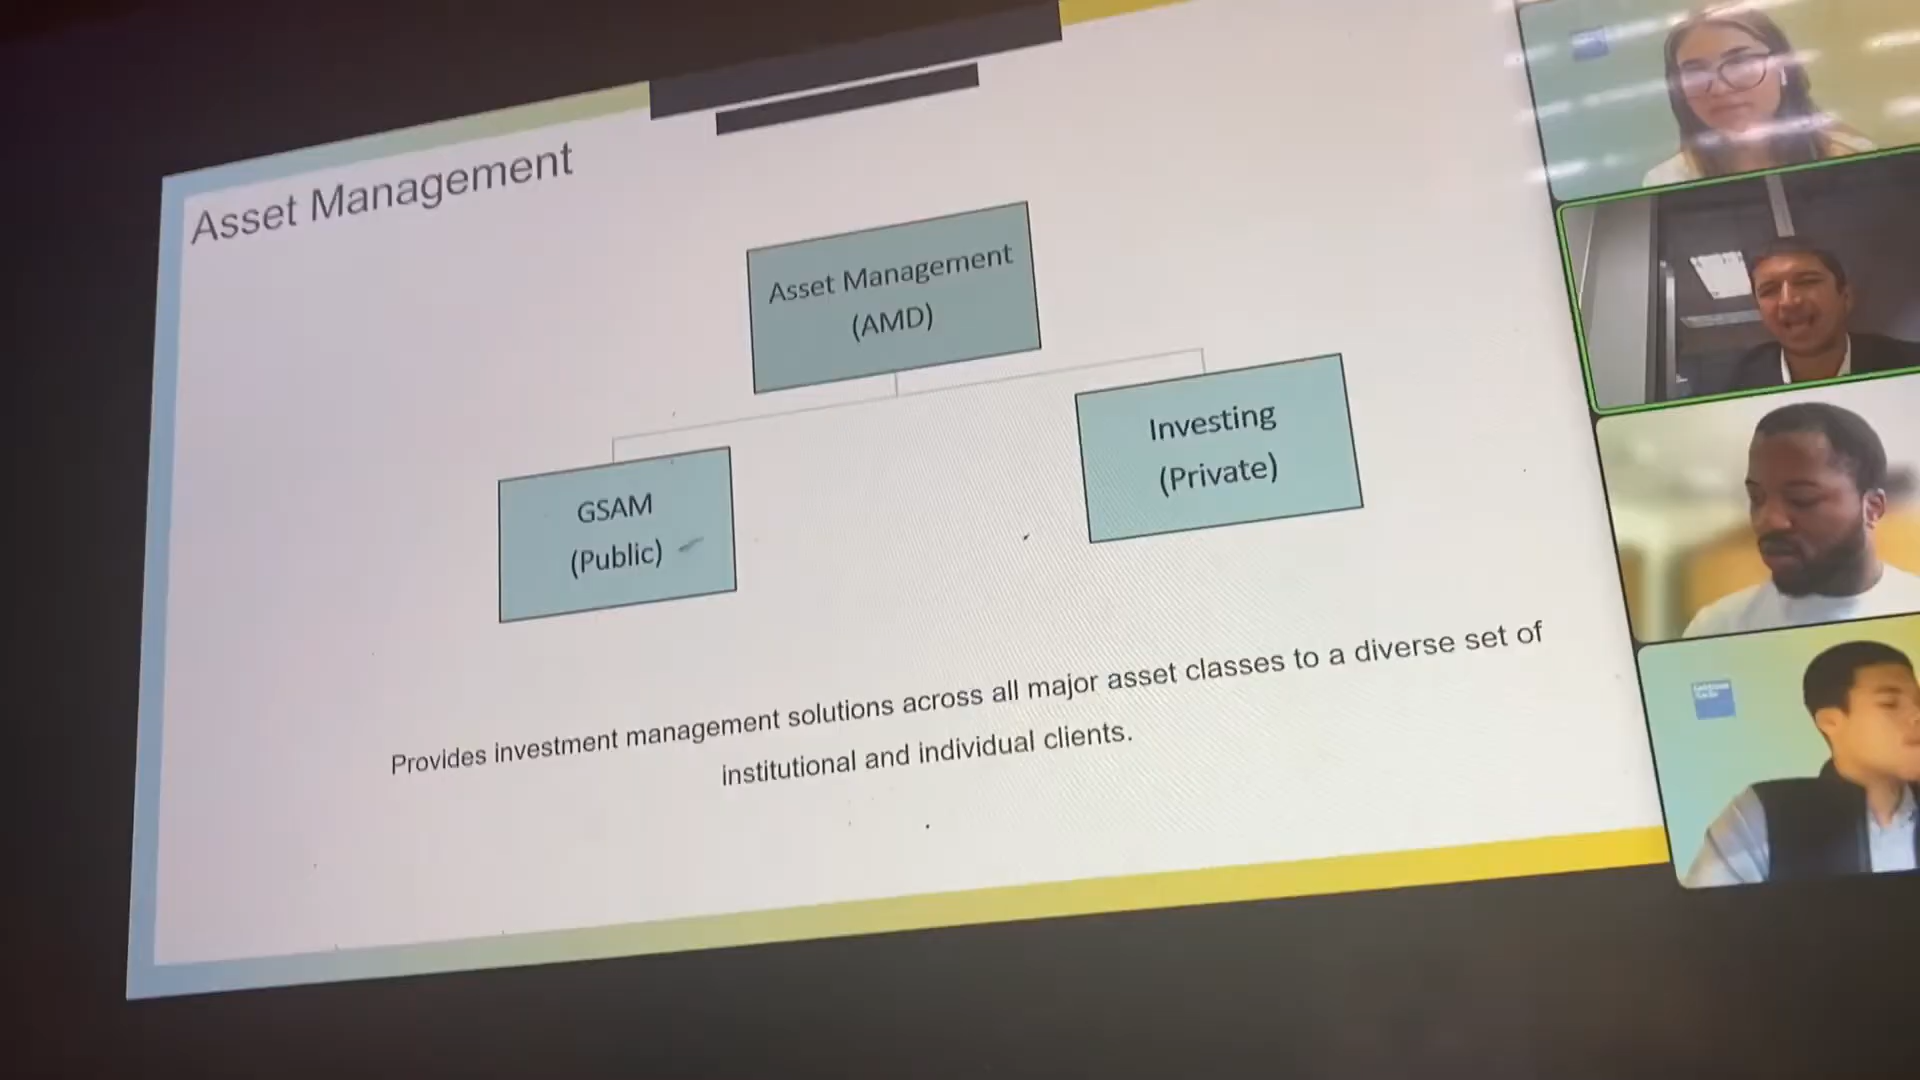 Asset Management
Asset Management
(AMD)
GSAM
(Public)
Investing
(Private)
Provides investment management solutions across all major asset classes to a diverse set of
institutional and individual clients.